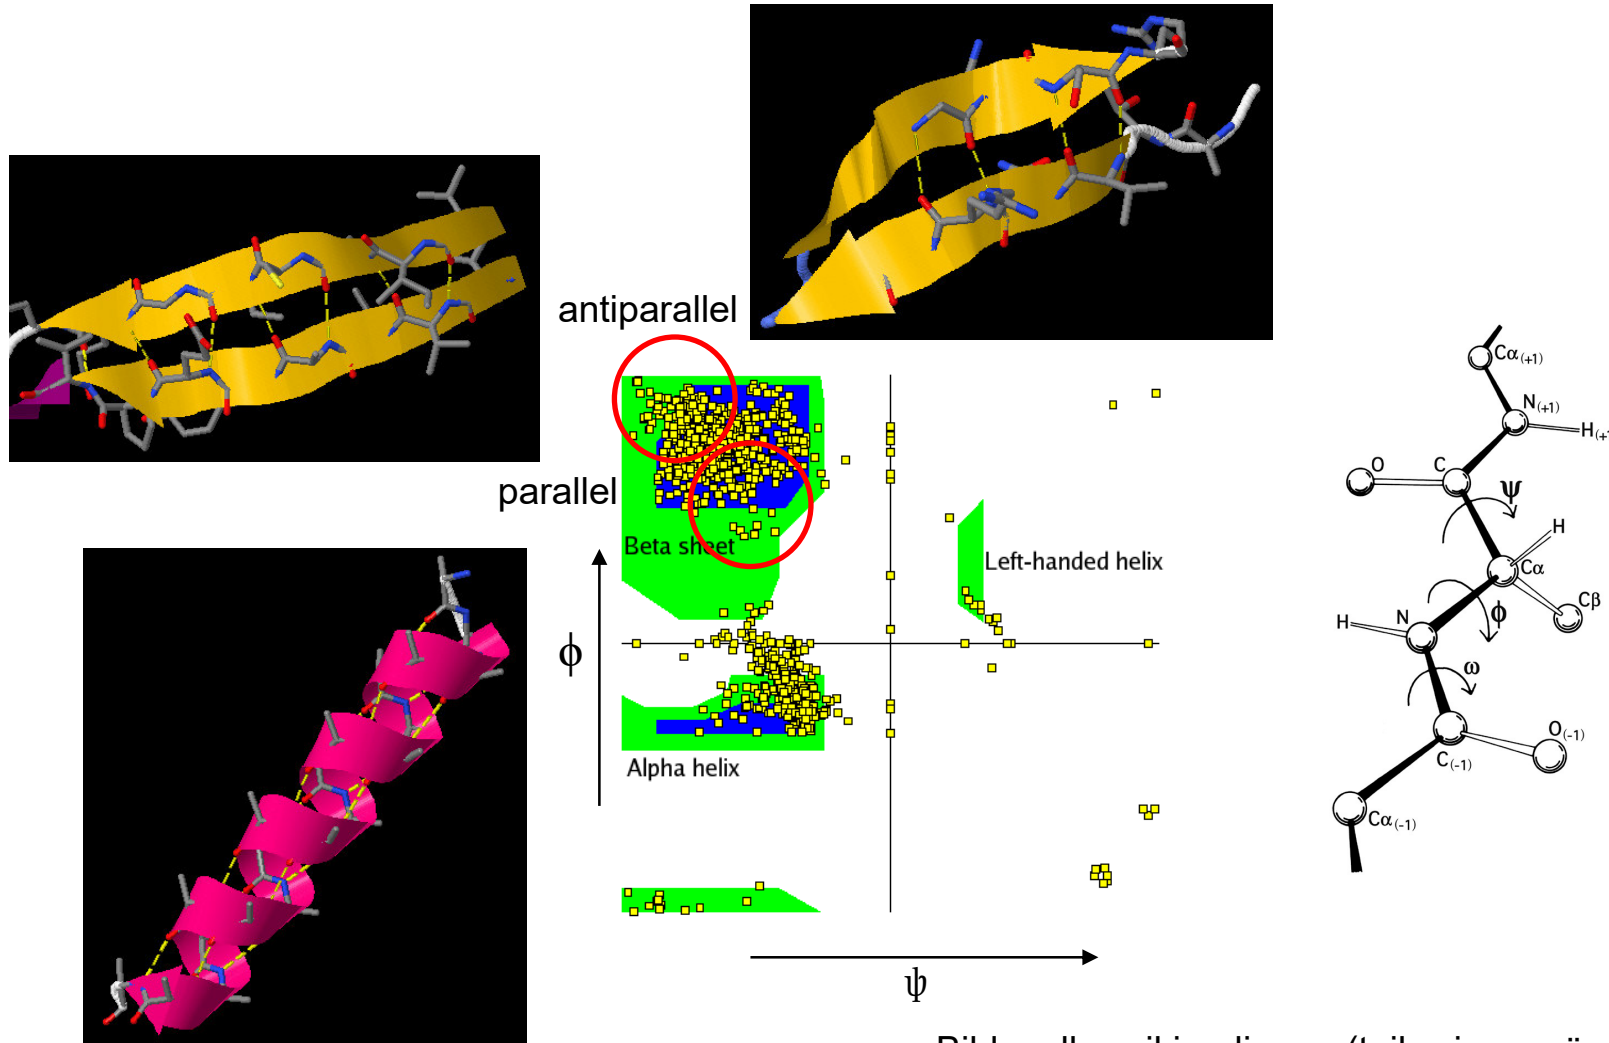 antiparallel
parallel
Beta sheet
Left-handed helix
ϕ
Alpha helix
ψ
Cα(+1)
N(+1)
O
C
ψ
H
Cα
Cβ
H
N
ϕ
ω
O(-1)
C(-1)
Cα(-1)